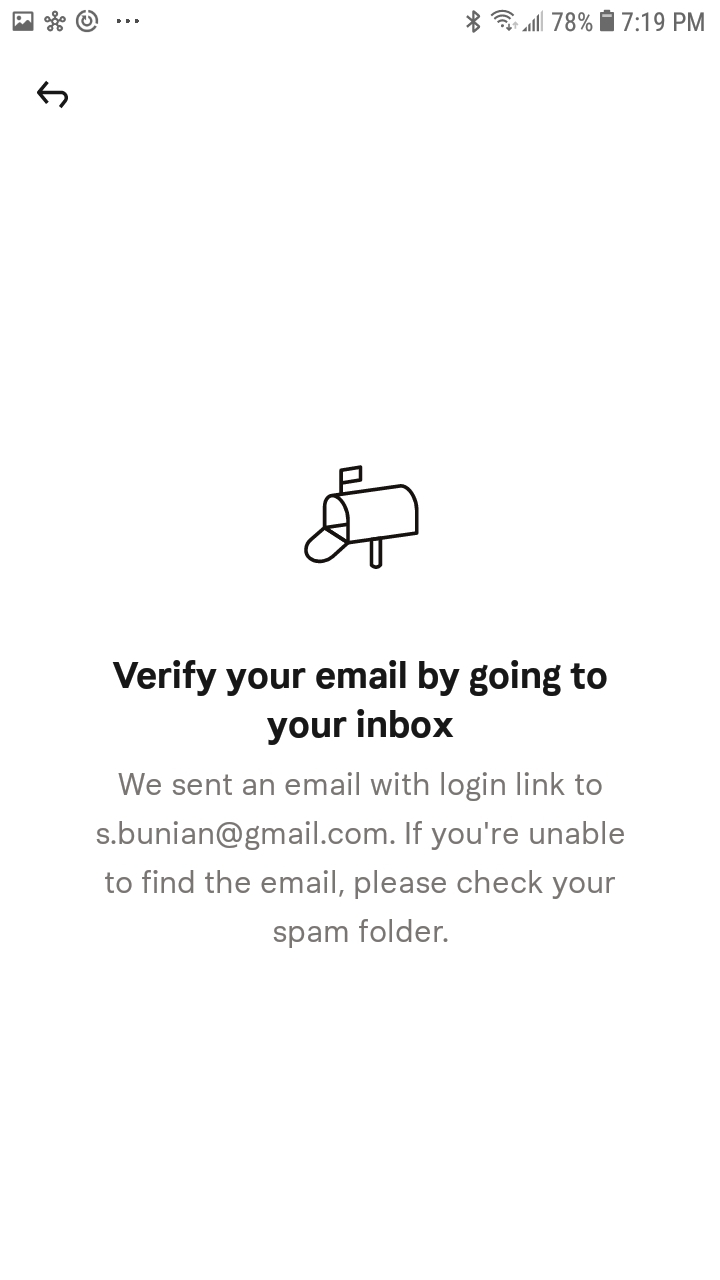 78% 7:19 PM
Verify your email by going to
your inbox
We sent an email with login link to
s.bunian@gmail.com. If you're unable
to find the email, please check your
spam folder.